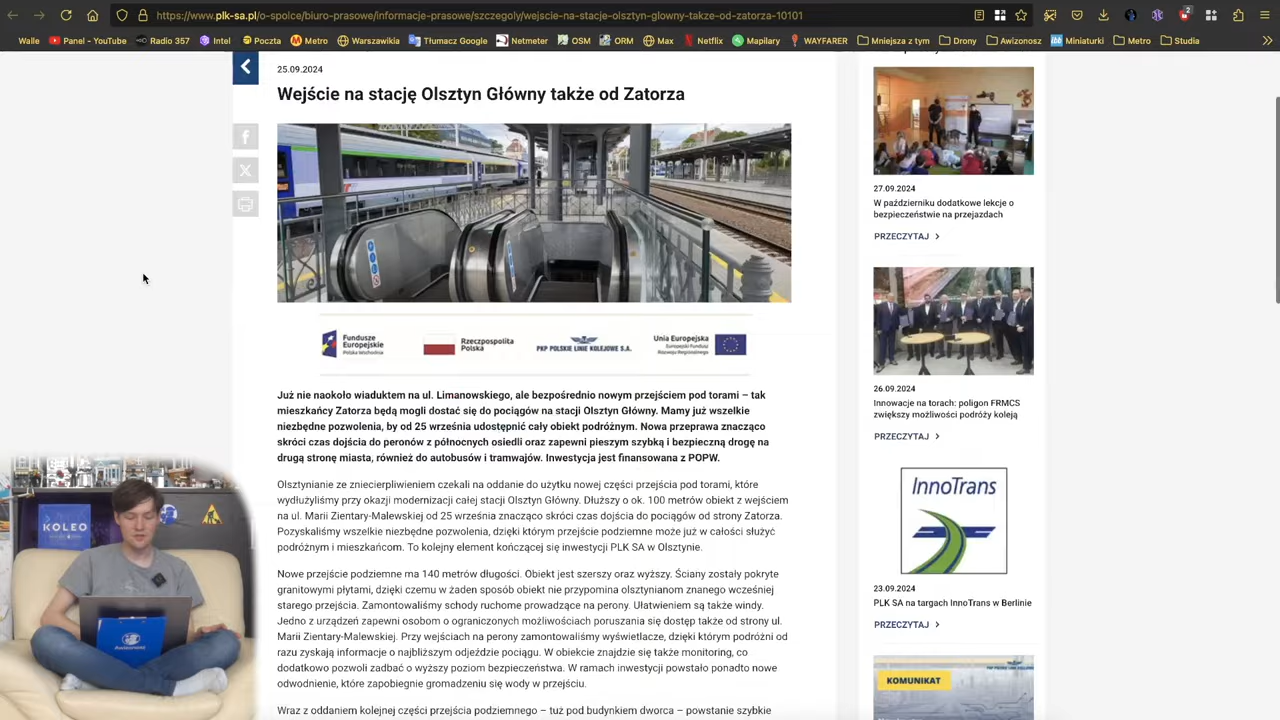 https://www.plk-sa.pl/o-spolce/biuro-prasowe/informacje-prasowe/szczegoly/wejscie-na-stacje-olsztyn-glowny-takze-od-zatorza-10101
2
Walle Panel - YouTube Radio 357 Intel Poczta Metro Tłumacz Google Netmeter OSM ORM Max Netflix Mapilary WAYFARER Mniejsza z tym Drony Awizonosz Miniaturki Metro Studia
25.09.2024
Wejście na stację Olsztyn Główny także od Zatorza
Fundusze Europejskie
Polska Wschodnia
Rzeczpospolita Polska
PKP POLSKIE LINIE KOLEJOWE S.A.
Unia Europejska
Europejski Fundusz
Rozwoju Regionalnego
Już nie naokoło wiaduktem na ul. Limanowskiego, ale bezpośrednio nowym przejściem pod torami – tak
mieszkańcy Zatorza będą mogli dostać się do pociągów na stacji Olsztyn Główny. Mamy już wszelkie
niezbędne pozwolenia, by od 25 września udostępnić cały obiekt podróżnym. Nowa przeprawa znacząco
skróci czas dojścia do peronów z północnych osiedli oraz zapewni pieszym szybką i bezpieczną drogę na
drugą stronę miasta, również do autobusów i tramwajów. Inwestycja jest finansowana z POPW.
Olsztynianie ze zniecierpliwieniem czekali na oddanie do użytku nowej części przejścia pod torami, które
wydłużyliśmy przy okazji modernizacji całej stacji Olsztyn Główny. Dłuższy o ok. 100 metrów obiekt z wejściem
na ul. Marii Zientary-Malewskiej od 25 września znacząco skróci czas dojścia do pociągów od strony Zatorza.
Pozyskaliśmy wszelkie niezbędne pozwolenia, dzięki którym przejście podziemne może już w całości służyć
podróżnym i mieszkańcom. To kolejny element kończącej się inwestycji PLK SA w Olsztynie.
Nowe przejście podziemne ma 140 metrów długości. Obiekt jest szerszy oraz wyższy. Ściany zostały pokryte
granitowymi płytami, dzięki czemu w żaden sposób obiekt nie przypomina olsztynianom znanego wcześniej
starego przejścia. Zamontowaliśmy schody ruchome prowadzące na perony. Ułatwieniem są także windy.
Jedno z urządzeń zapewni osobom o ograniczonych możliwościach poruszania się dostęp także od strony ul.
Marii Zientary-Malewskiej. Przy wejściach na perony zamontowaliśmy wyświetlacze, dzięki którym podróżni od
razu zyskają informacje o najbliższym odjeździe pociągu. W obiekcie znajdzie się także monitoring, co
dodatkowo pozwoli zadbać o wyższy poziom bezpieczeństwa. W ramach inwestycji powstało ponadto nowe
odwodnienie, które zapobiegnie gromadzeniu się wody w przejściu.
Wraz z oddaniem kolejnej części przejścia podziemnego – tuż pod budynkiem dworca – powstanie szybkie
27.09.2024
W październiku dodatkowe lekcje o
bezpieczeństwie na przejazdach
PRZECZYTAJ
26.09.2024
Innowacje na torach: poligon FRMCS
zwiększy możliwości podróży koleją
PRZECZYTAJ
InnoTrans
23.09.2024
PLK SA na targach InnoTrans w Berlinie
PRZECZYTAJ
KOMUNIKAT
KOLEO